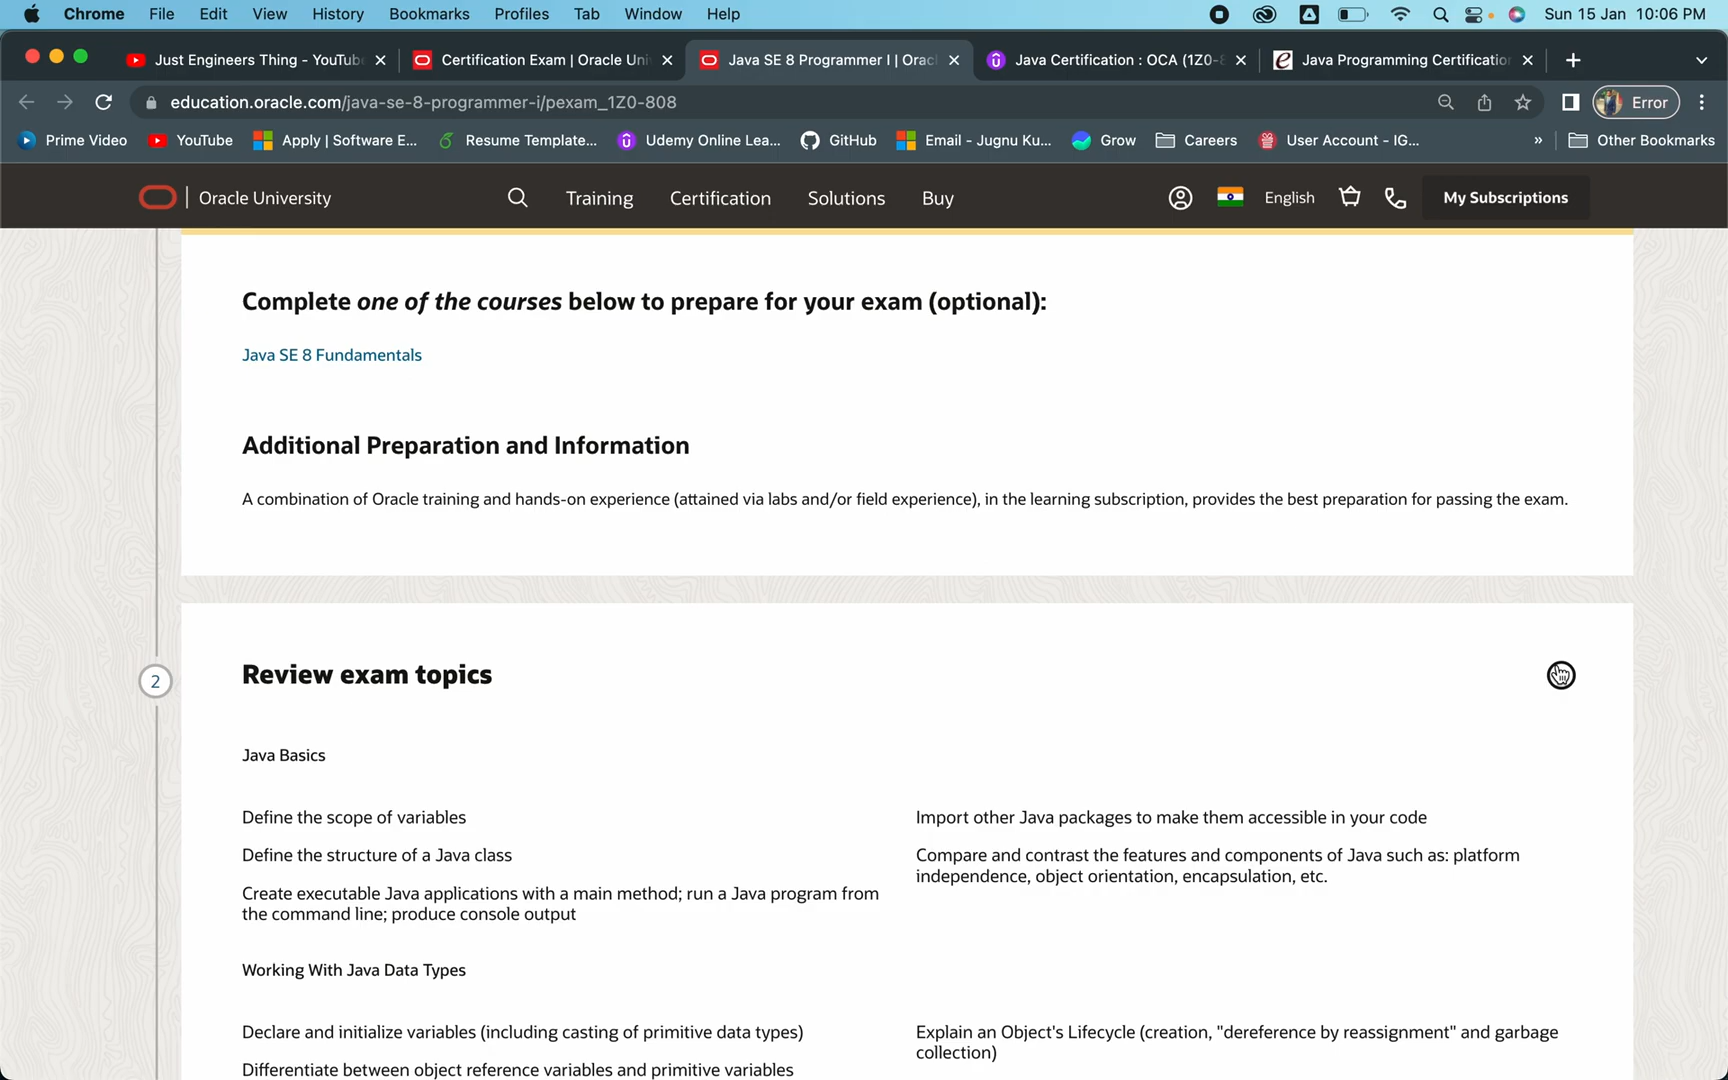 Chrome File Edit View History Bookmarks Profiles Tab Window Help Sun 15 Jan 10:06 PM
Just Engineers Thing - YouTube Certification Exam | Oracle Uni Java SE 8 Programmer I | Orac Java Certification : OCA (1Z0-8 Java Programming Certification
education.oracle.com/java-se-8-programmer-i/pexam_1Z0-808 Error
Prime Video YouTube Apply | Software E... Resume Template... Udemy Online Lea... GitHub Email - Jugnu Ku... Grow Careers User Account - IG... » Other Bookmarks
Oracle University Training Certification Solutions Buy English My Subscriptions
Complete one of the courses below to prepare for your exam (optional):
Java SE 8 Fundamentals
Additional Preparation and Information
A combination of Oracle training and hands-on experience (attained via labs and/or field experience), in the learning subscription, provides the best preparation for passing the exam.
2
Review exam topics
Java Basics
Define the scope of variables
Define the structure of a Java class
Create executable Java applications with a main method; run a Java program from
the command line; produce console output
Import other Java packages to make them accessible in your code
Compare and contrast the features and components of Java such as: platform
independence, object orientation, encapsulation, etc.
Working With Java Data Types
Declare and initialize variables (including casting of primitive data types)
Differentiate between object reference variables and primitive variables
Explain an Object's Lifecycle (creation, "dereference by reassignment" and garbage
collection)